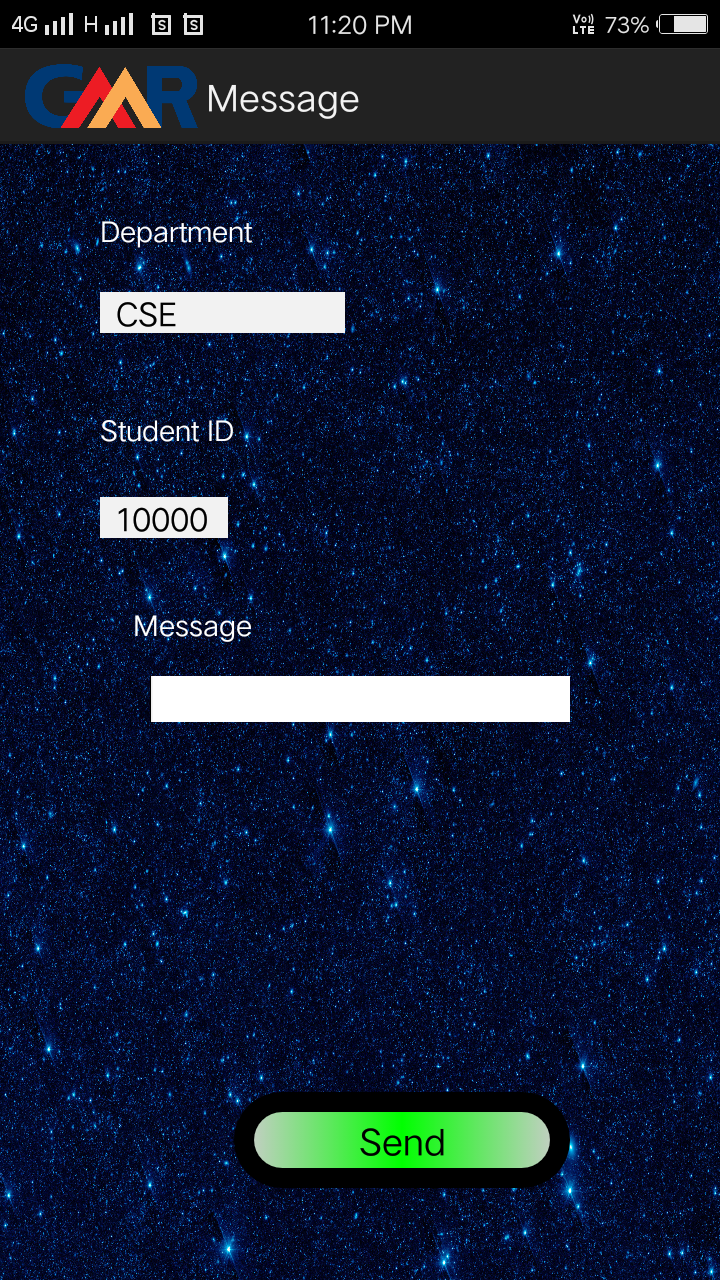 4G H S S 11:20 PM Vo) LTE 73%
GMR Message
Department
CSE
Student ID
10000
Message
Send